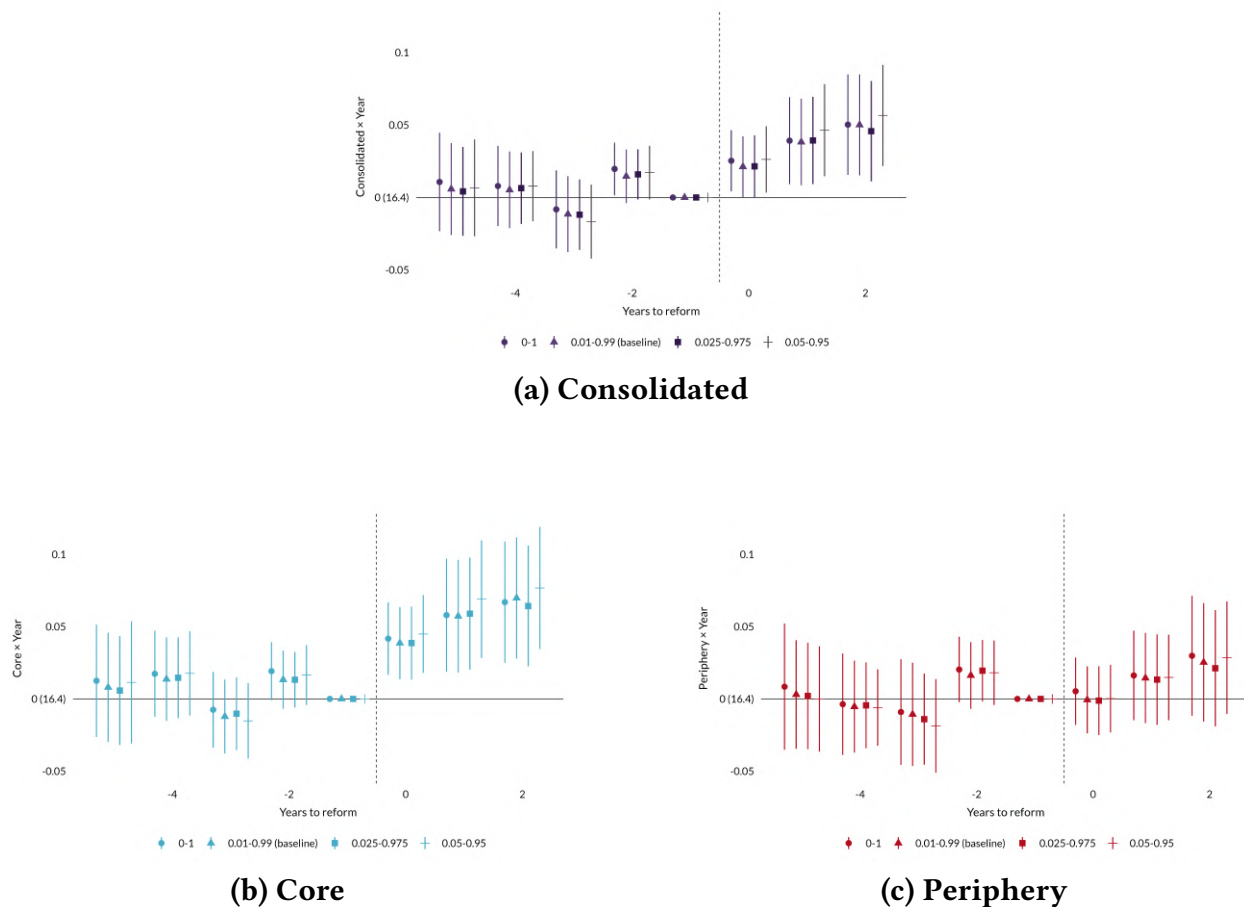 0.1
0.05
0 (16.4)
-0.05
Consolidated × Year
-4 -2 0 2
Years to reform
0-1 0.01-0.99 (baseline) 0.025-0.975 0.05-0.95
(a) Consolidated
0.1
0.05
0 (16.4)
-0.05
Core × Year
-4 -2 0 2
Years to reform
0-1 0.01-0.99 (baseline) 0.025-0.975 0.05-0.95
(b) Core
0.1
0.05
0 (16.4)
-0.05
Periphery × Year
-4 -2 0 2
Years to reform
0-1 0.01-0.99 (baseline) 0.025-0.975 0.05-0.95
(c) Periphery